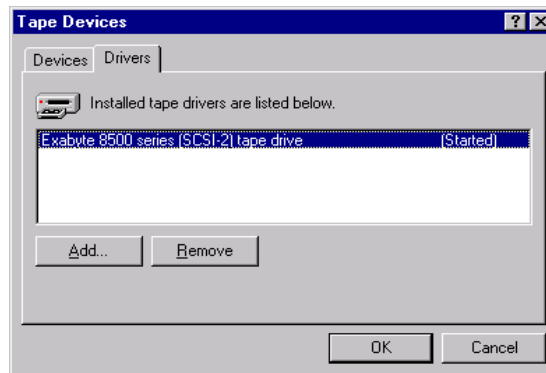 Tape Devices
Devices Drivers
Installed tape drivers are listed below.
Exabyte 8500 series (SCSI-2) tape drive (Started)
Add... Remove
OK Cancel